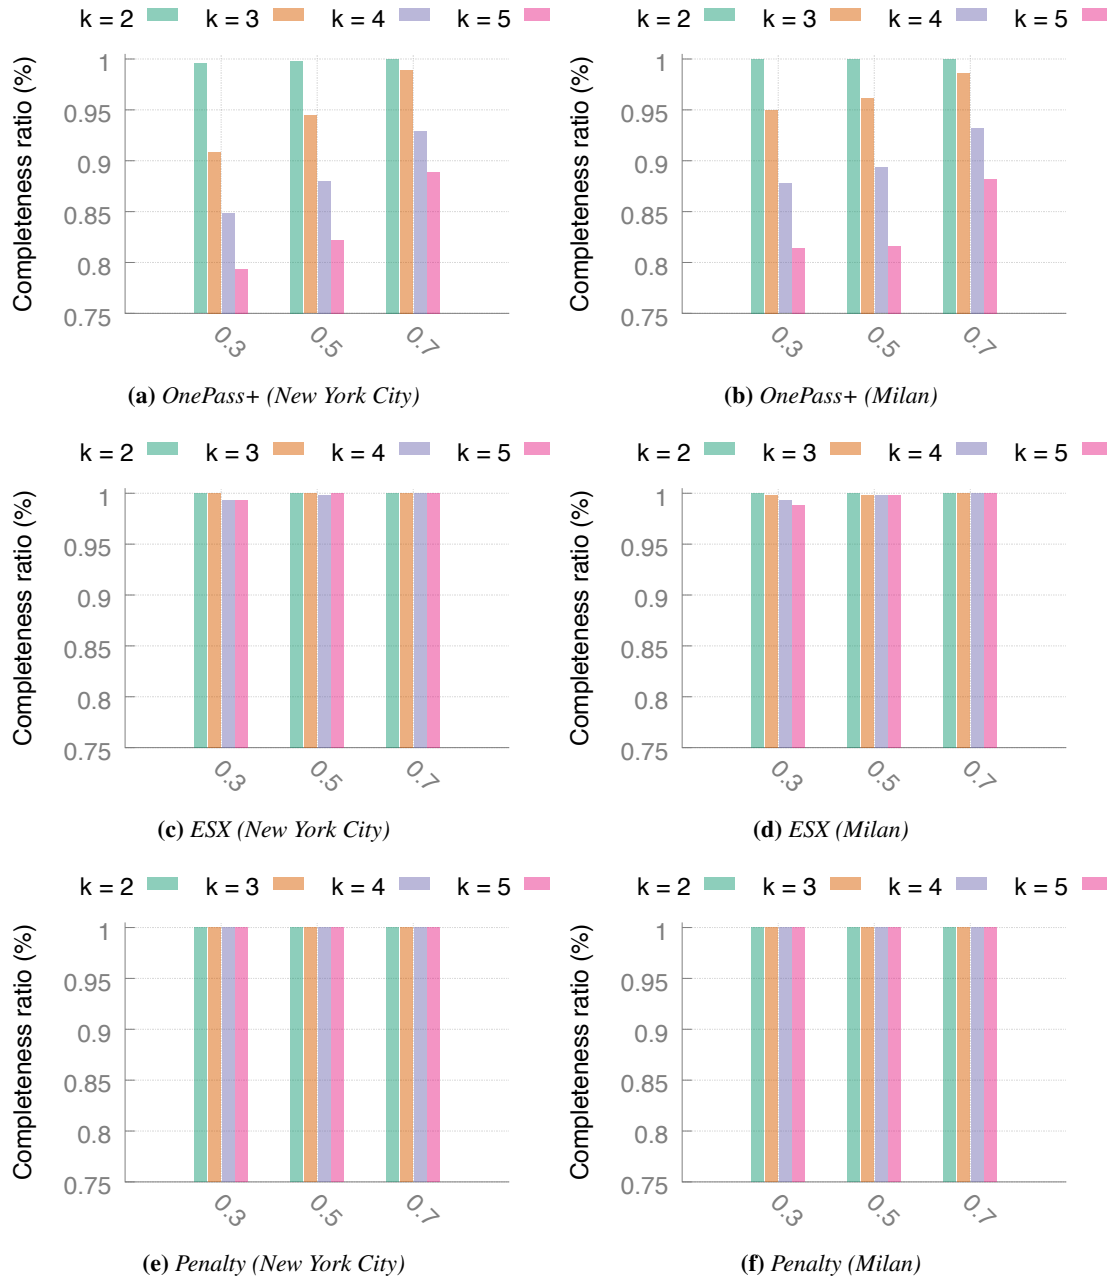 k = 2 k = 3 k = 4 k = 5
Completeness ratio (%)
1
0.95
0.9
0.85
0.8
0.75
0.3 0.5 0.7
(a) OnePass+ (New York City)
k = 2 k = 3 k = 4 k = 5
Completeness ratio (%)
1
0.95
0.9
0.85
0.8
0.75
0.3 0.5 0.7
(b) OnePass+ (Milan)
k = 2 k = 3 k = 4 k = 5
Completeness ratio (%)
1
0.95
0.9
0.85
0.8
0.75
0.3 0.5 0.7
(c) ESX (New York City)
k = 2 k = 3 k = 4 k = 5
Completeness ratio (%)
1
0.95
0.9
0.85
0.8
0.75
0.3 0.5 0.7
(d) ESX (Milan)
k = 2 k = 3 k = 4 k = 5
Completeness ratio (%)
1
0.95
0.9
0.85
0.8
0.75
0.3 0.5 0.7
(e) Penalty (New York City)
k = 2 k = 3 k = 4 k = 5
Completeness ratio (%)
1
0.95
0.9
0.85
0.8
0.75
0.3 0.5 0.7
(f) Penalty (Milan)